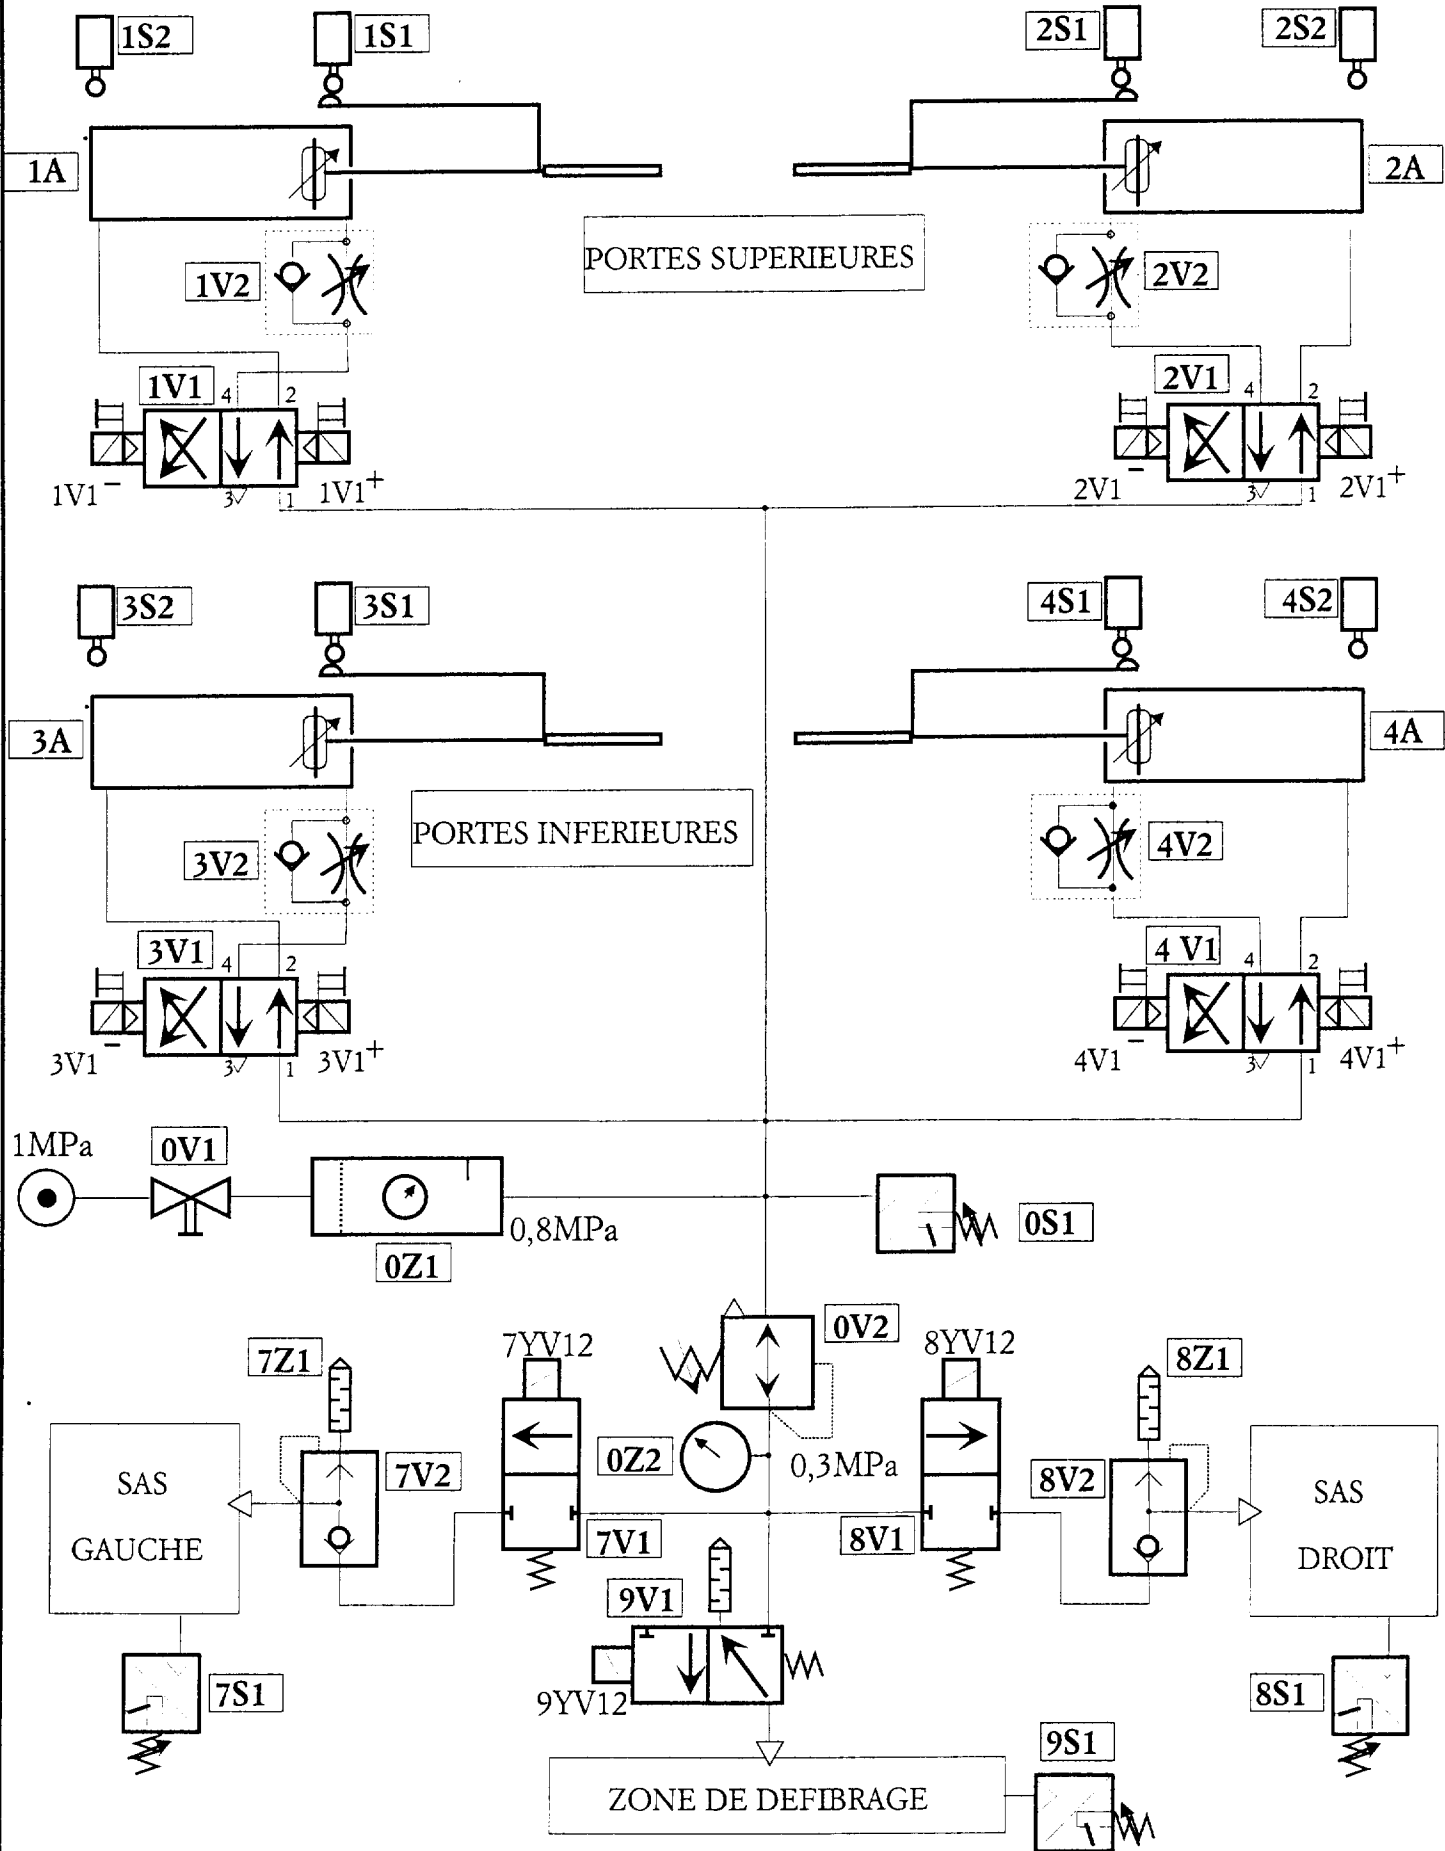 1S2 1S1 2S1 2S2
1A 2A
PORTES SUPERIEURES
1V2 2V2
1V1 4 2 2V1 4 2
1V1 - 3 1 1V1+ 2V1 - 3 1 2V1+
3S2 3S1 4S1 4S2
3A 4A
PORTES INFERIEURES
3V2 4V2
3V1 4 2 4 V1 4 2
3V1 - 3 1 3V1+ 4V1 - 3 1 4V1+
1MPa 0V1
0,8MPa 0S1
0Z1
7YV12 0V2 8YV12
7Z1 8Z1
0Z2 0,3MPa
7V2 8V2
SAS
GAUCHE
SAS
DROIT
7V1 8V1
9V1
7S1 9YV12 8S1
9S1
ZONE DE DEFIBRAGE